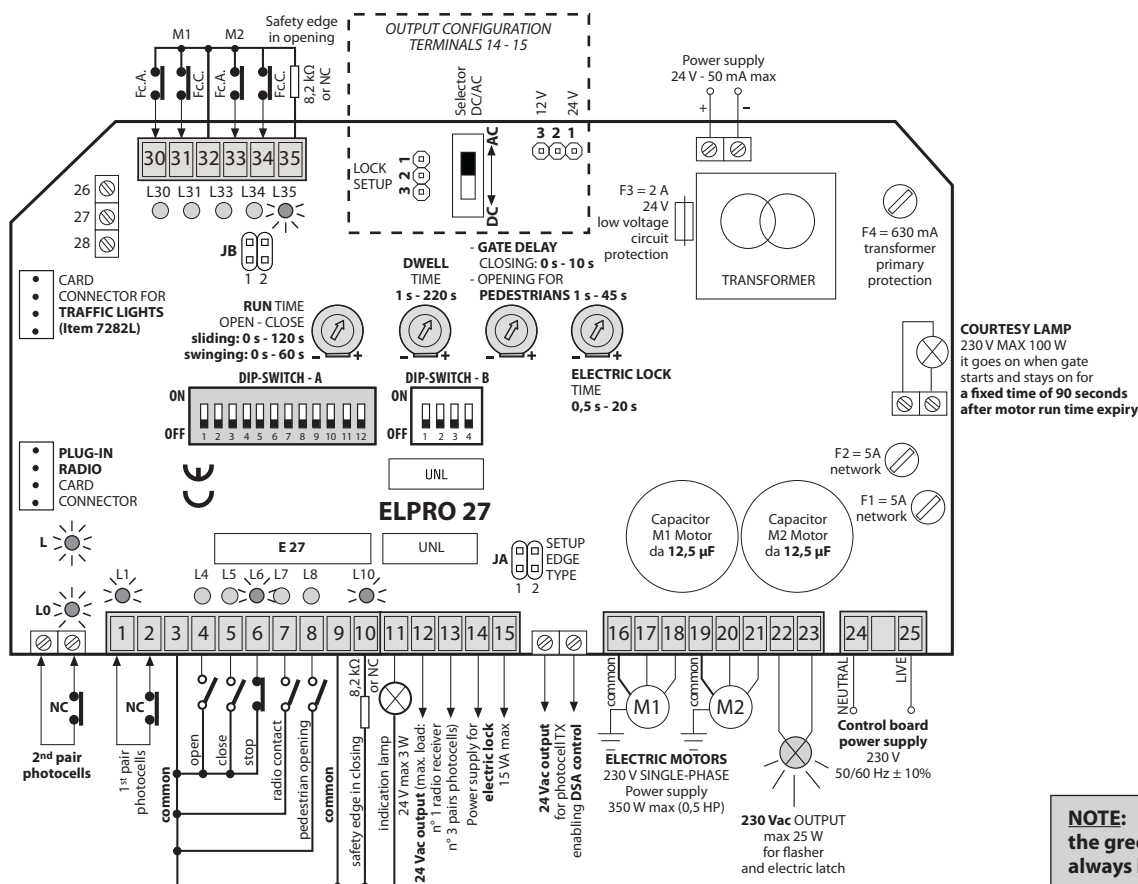 Safety edge
in opening
M1
M2
Fc.A.
Fc.C.
Fc.A.
Fc.C.
8,2 kΩ
or NC
OUTPUT CONFIGURATION
TERMINALS 14 - 15
Selector
DC/AC
12 V
24 V
3 2 1
AC
DC
LOCK
SETUP
3 2 1
Power supply
24 V - 50 mA max
+
–
30 31 32 33 34 35
L30 L31 L33 L34 L35
26
27
28
JB
1 2
F3 = 2 A
24 V
low voltage
circuit
protection
TRANSFORMER
F4 = 630 mA
transformer
primary
protection
CARD
CONNECTOR FOR
TRAFFIC LIGHTS
(Item 7282L)
RUN TIME
OPEN - CLOSE
sliding: 0 s - 120 s
swinging: 0 s - 60 s
– +
DWELL
TIME
1 s - 220 s
– +
- GATE DELAY
CLOSING: 0 s - 10 s
- OPENING FOR
PEDESTRIANS 1 s - 45 s
– +
– +
ELECTRIC LOCK
TIME
0,5 s - 20 s
COURTESY LAMP
230 V MAX 100 W
it goes on when gate
starts and stays on for
a fixed time of 90 seconds
after motor run time expiry
DIP-SWITCH - A
ON
OFF
1 2 3 4 5 6 7 8 9 10 11 12
DIP-SWITCH - B
ON
OFF
1 2 3 4
PLUG-IN
RADIO
CARD
CONNECTOR
CE
UNL
ELPRO 27
E 27
UNL
F2 = 5A
network
F1 = 5A
network
Capacitor
M1 Motor
da 12,5 µF
Capacitor
M2 Motor
da 12,5 µF
JA
1 2
SETUP
EDGE
TYPE
L
L0
L1 L4 L5 L6 L7 L8 L10
1 2 3 4 5 6 7 8 9 10 11 12 13 14 15
16 17 18 19 20 21 22 23
24 25
NC
2nd pair
photocells
NC
1st pair
photocells
common
open
close
stop
radio contact
pedestrian opening
common
safety edge in closing
8,2 kΩ
or NC
indication lamp
24 V max 3 W
24 Vac output (max. load:
n° 1 radio receiver
n° 3 pairs photocells)
Power supply for
electric lock
15 VA max
24 Vac output
for photocell TX
enabling DSA control
common
M1
common
M2
ELECTRIC MOTORS
230 V SINGLE-PHASE
Power supply
350 W max (0,5 HP)
230 Vac OUTPUT
max 25 W
for flasher
and electric latch
NEUTRAL
LIVE
Control board
power supply
230 V
50/60 Hz ± 10%
NOTE:
the gree
always